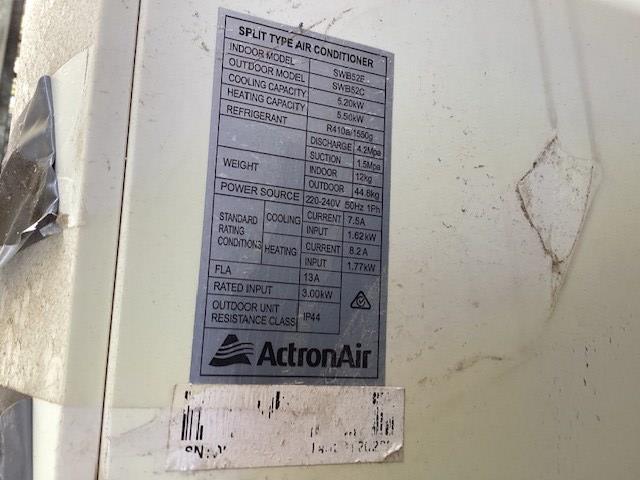 SPLIT TYPE AIR CONDITIONER
INDOOR MODEL SWB52E
OUTDOOR MODEL SWB52C
COOLING CAPACITY 5.20kW
HEATING CAPACITY 5.50kW
REFRIGERANT R410a/1550g
DISCHARGE 4.2Mpa
SUCTION 1.5Mpa
WEIGHT INDOOR 12kg
OUTDOOR 44.8kg
POWER SOURCE 220-240V 50Hz 1Ph
STANDARD RATING CONDITIONS COOLING CURRENT 7.5A
INPUT 1.62kW
HEATING CURRENT 8.2A
INPUT 1.77kW
FLA 13A
RATED INPUT 3.00kW
OUTDOOR UNIT RESISTANCE CLASS IP44
ActronAir
SN: